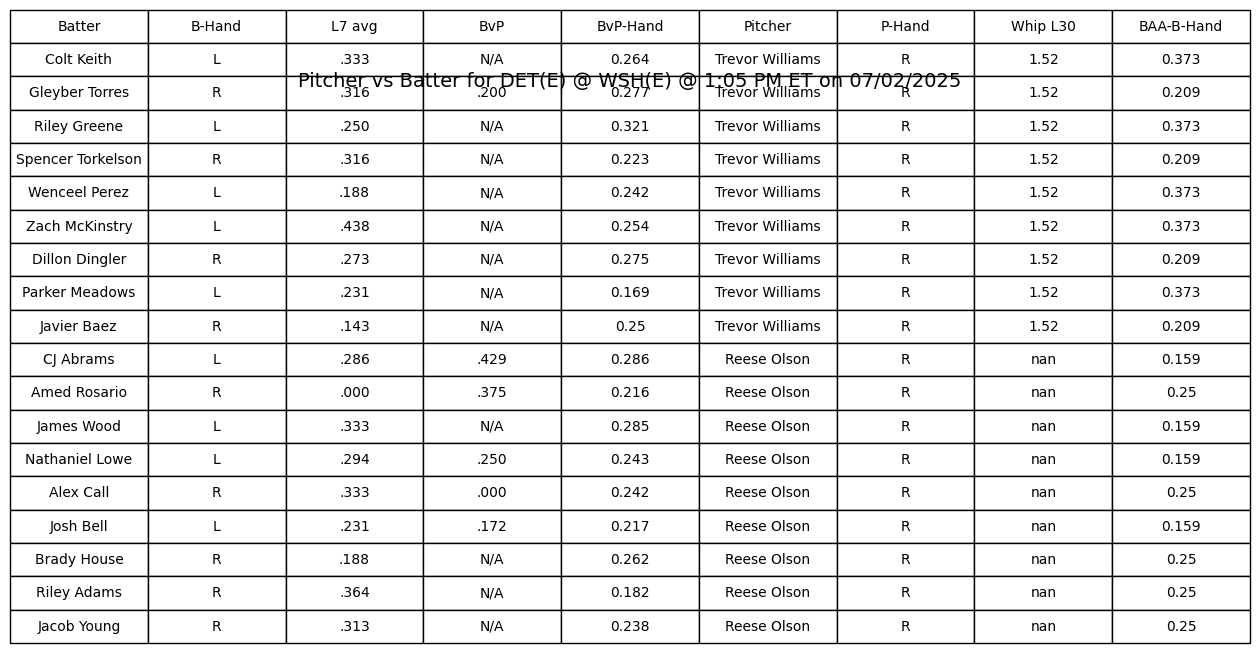 Batter B-Hand L7 avg BvP BvP-Hand Pitcher P-Hand Whip L30 BAA-B-Hand
Colt Keith L .333 N/A 0.264 Trevor Williams R 1.52 0.373
Pitcher vs Batter for DET(E) @ WSH(E) @ 1:05 PM ET on 07/02/2025
Gleyber Torres R .316 .200 0.277 Trevor Williams R 1.52 0.209
Riley Greene L .250 N/A 0.321 Trevor Williams R 1.52 0.373
Spencer Torkelson R .316 N/A 0.223 Trevor Williams R 1.52 0.209
Wenceel Perez L .188 N/A 0.242 Trevor Williams R 1.52 0.373
Zach McKinstry L .438 N/A 0.254 Trevor Williams R 1.52 0.373
Dillon Dingler R .273 N/A 0.275 Trevor Williams R 1.52 0.209
Parker Meadows L .231 N/A 0.169 Trevor Williams R 1.52 0.373
Javier Baez R .143 N/A 0.25 Trevor Williams R 1.52 0.209
CJ Abrams L .286 .429 0.286 Reese Olson R nan 0.159
Amed Rosario R .000 .375 0.216 Reese Olson R nan 0.25
James Wood L .333 N/A 0.285 Reese Olson R nan 0.159
Nathaniel Lowe L .294 .250 0.243 Reese Olson R nan 0.159
Alex Call R .333 .000 0.242 Reese Olson R nan 0.25
Josh Bell L .231 .172 0.217 Reese Olson R nan 0.159
Brady House R .188 N/A 0.262 Reese Olson R nan 0.25
Riley Adams R .364 N/A 0.182 Reese Olson R nan 0.25
Jacob Young R .313 N/A 0.238 Reese Olson R nan 0.25